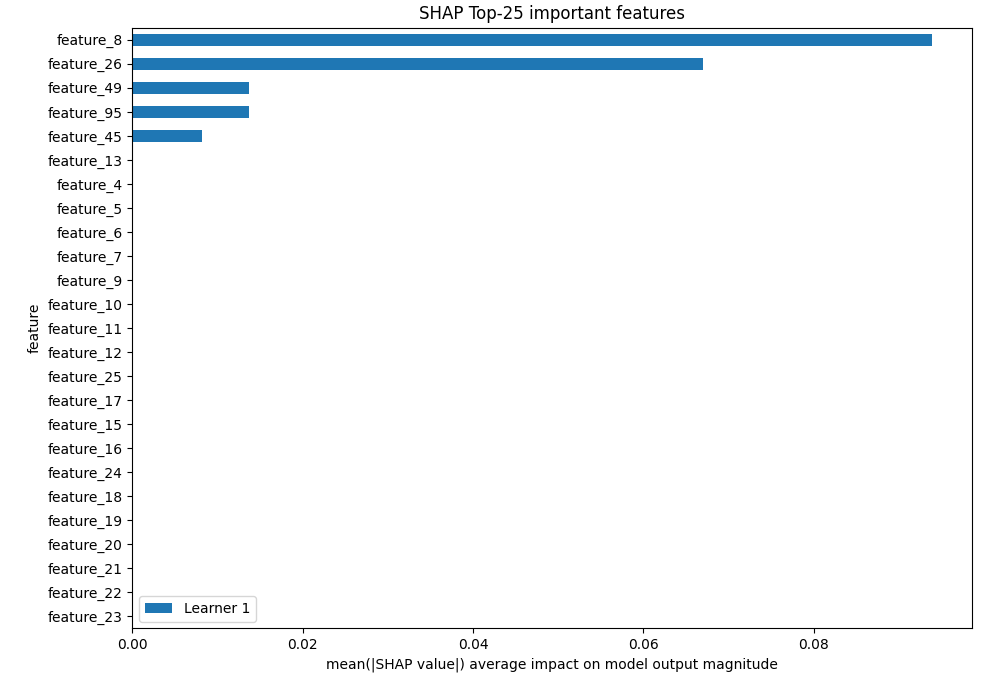 SHAP Top-25 important features
feature_8
feature_26
feature_49
feature_95
feature_45
feature_13
feature_4
feature_5
feature_6
feature_7
feature_9
feature_10
feature_11
feature_12
feature_25
feature_17
feature_15
feature_16
feature_24
feature_18
feature_19
feature_20
feature_21
feature_22
feature_23
feature
Learner 1
0.00 0.02 0.04 0.06 0.08
mean(|SHAP value|) average impact on model output magnitude